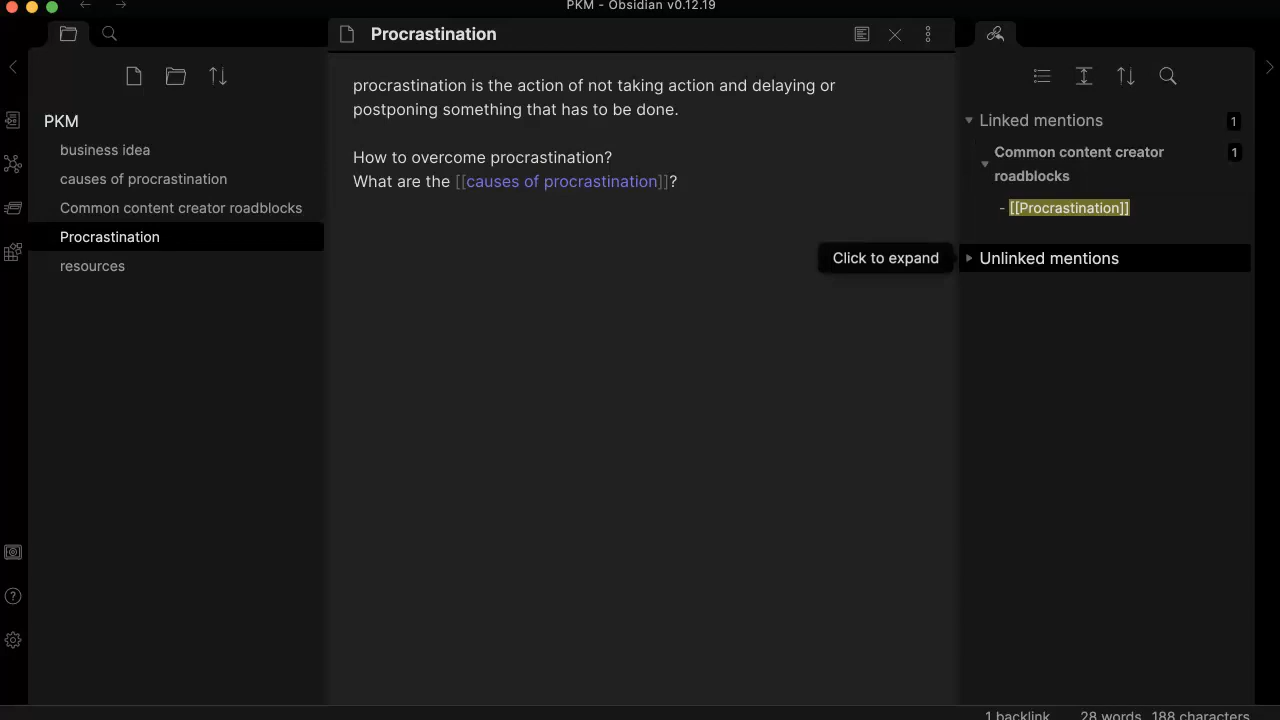 PKM - Obsidian v0.12.19
Procrastination
PKM
business idea
causes of procrastination
Common content creator roadblocks
Procrastination
resources
procrastination is the action of not taking action and delaying or
postponing something that has to be done.
How to overcome procrastination?
What are the [[causes of procrastination]]?
Click to expand
Linked mentions 1
Common content creator 1
roadblocks
- [[Procrastination]]
Unlinked mentions
1 backlink 28 words 188 characters